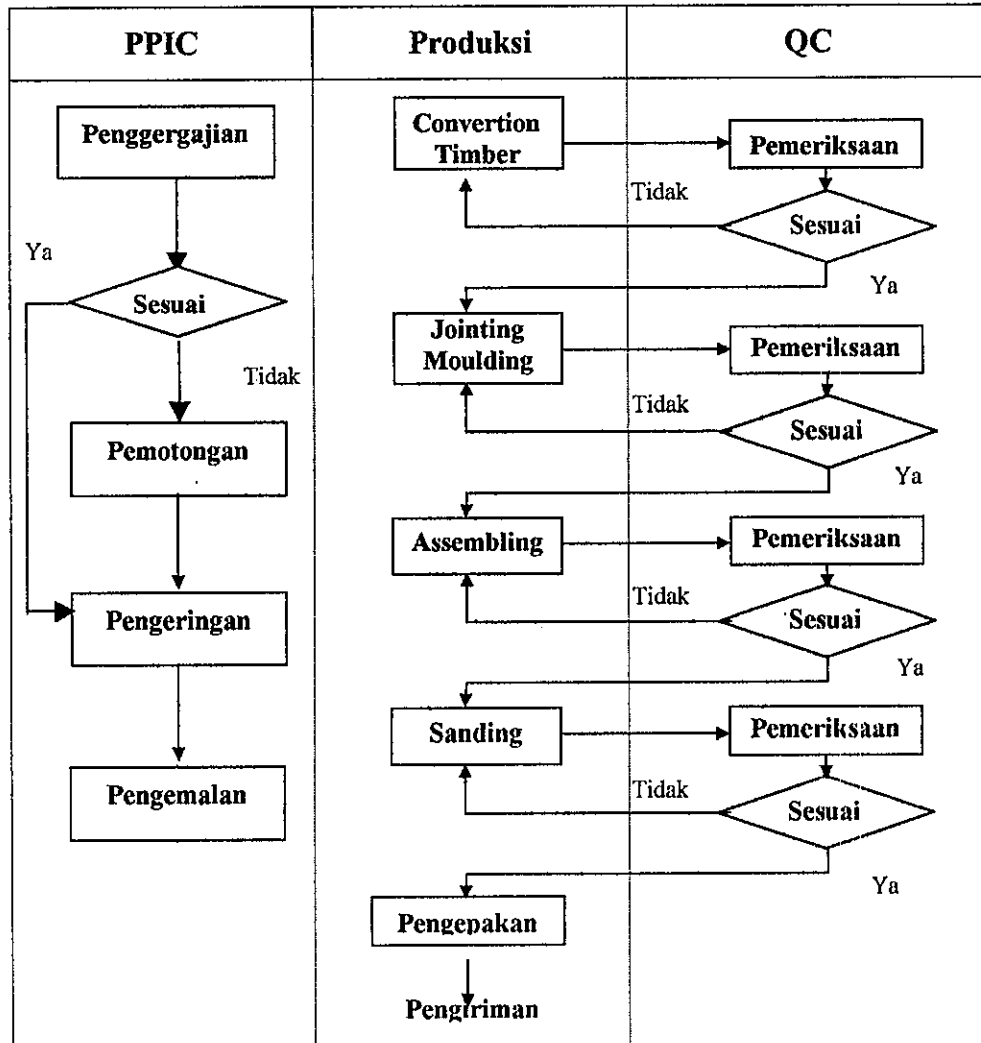 PPIC
Produksi
QC
Penggergajian
Ya
Sesuai
Tidak
Pemotongan
Pengeringan
Pengemalan
Convertion
Timber
Pemeriksaan
Tidak
Sesuai
Ya
Jointing
Moulding
Pemeriksaan
Tidak
Sesuai
Ya
Assembling
Pemeriksaan
Tidak
Sesuai
Ya
Sanding
Pemeriksaan
Tidak
Sesuai
Ya
Pengepakan
Pengiriman